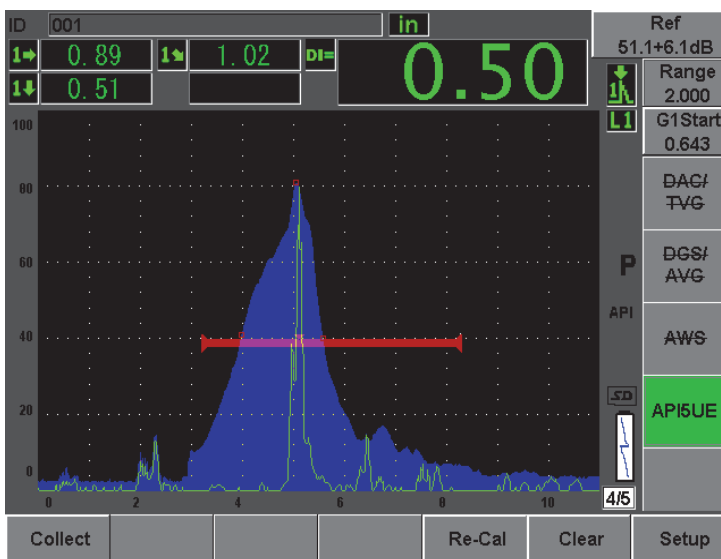 ID 001 in Ref
51.1+6.1dB
1 0.89 1 1.02 DI= 0.50
1 0.51
1
Range
2.000
L1
G1Start
0.643
DAC/
TVG
DGS/
AVG
P
API
AWS
SD
API5UE
4/5
100
80
60
40
20
0
0 2 4 6 8 10
Collect Re-Cal Clear Setup